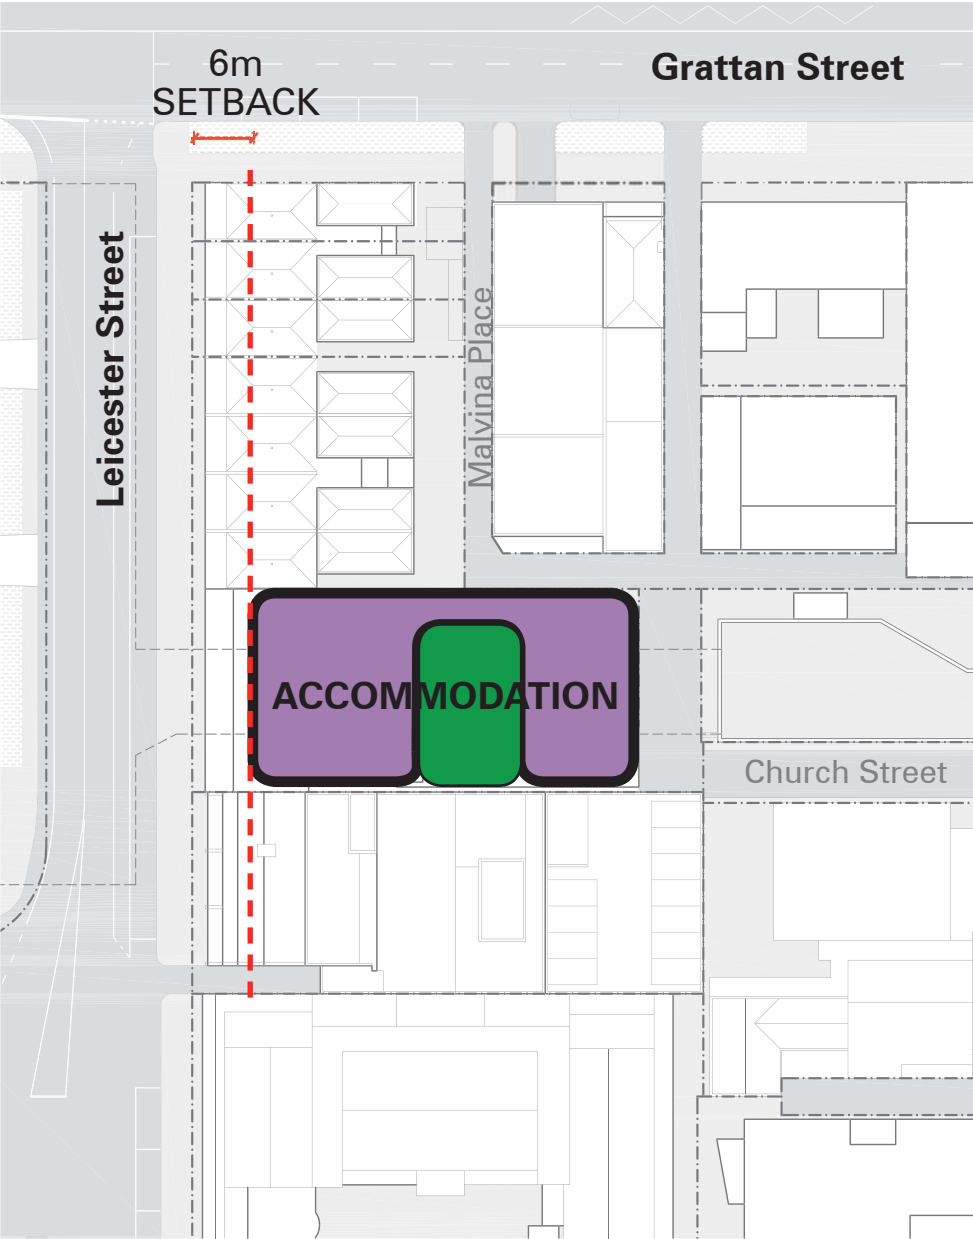 6m
SETBACK
Grattan Street
Leicester Street
Malvina Place
ACCOMMODATION
Church Street